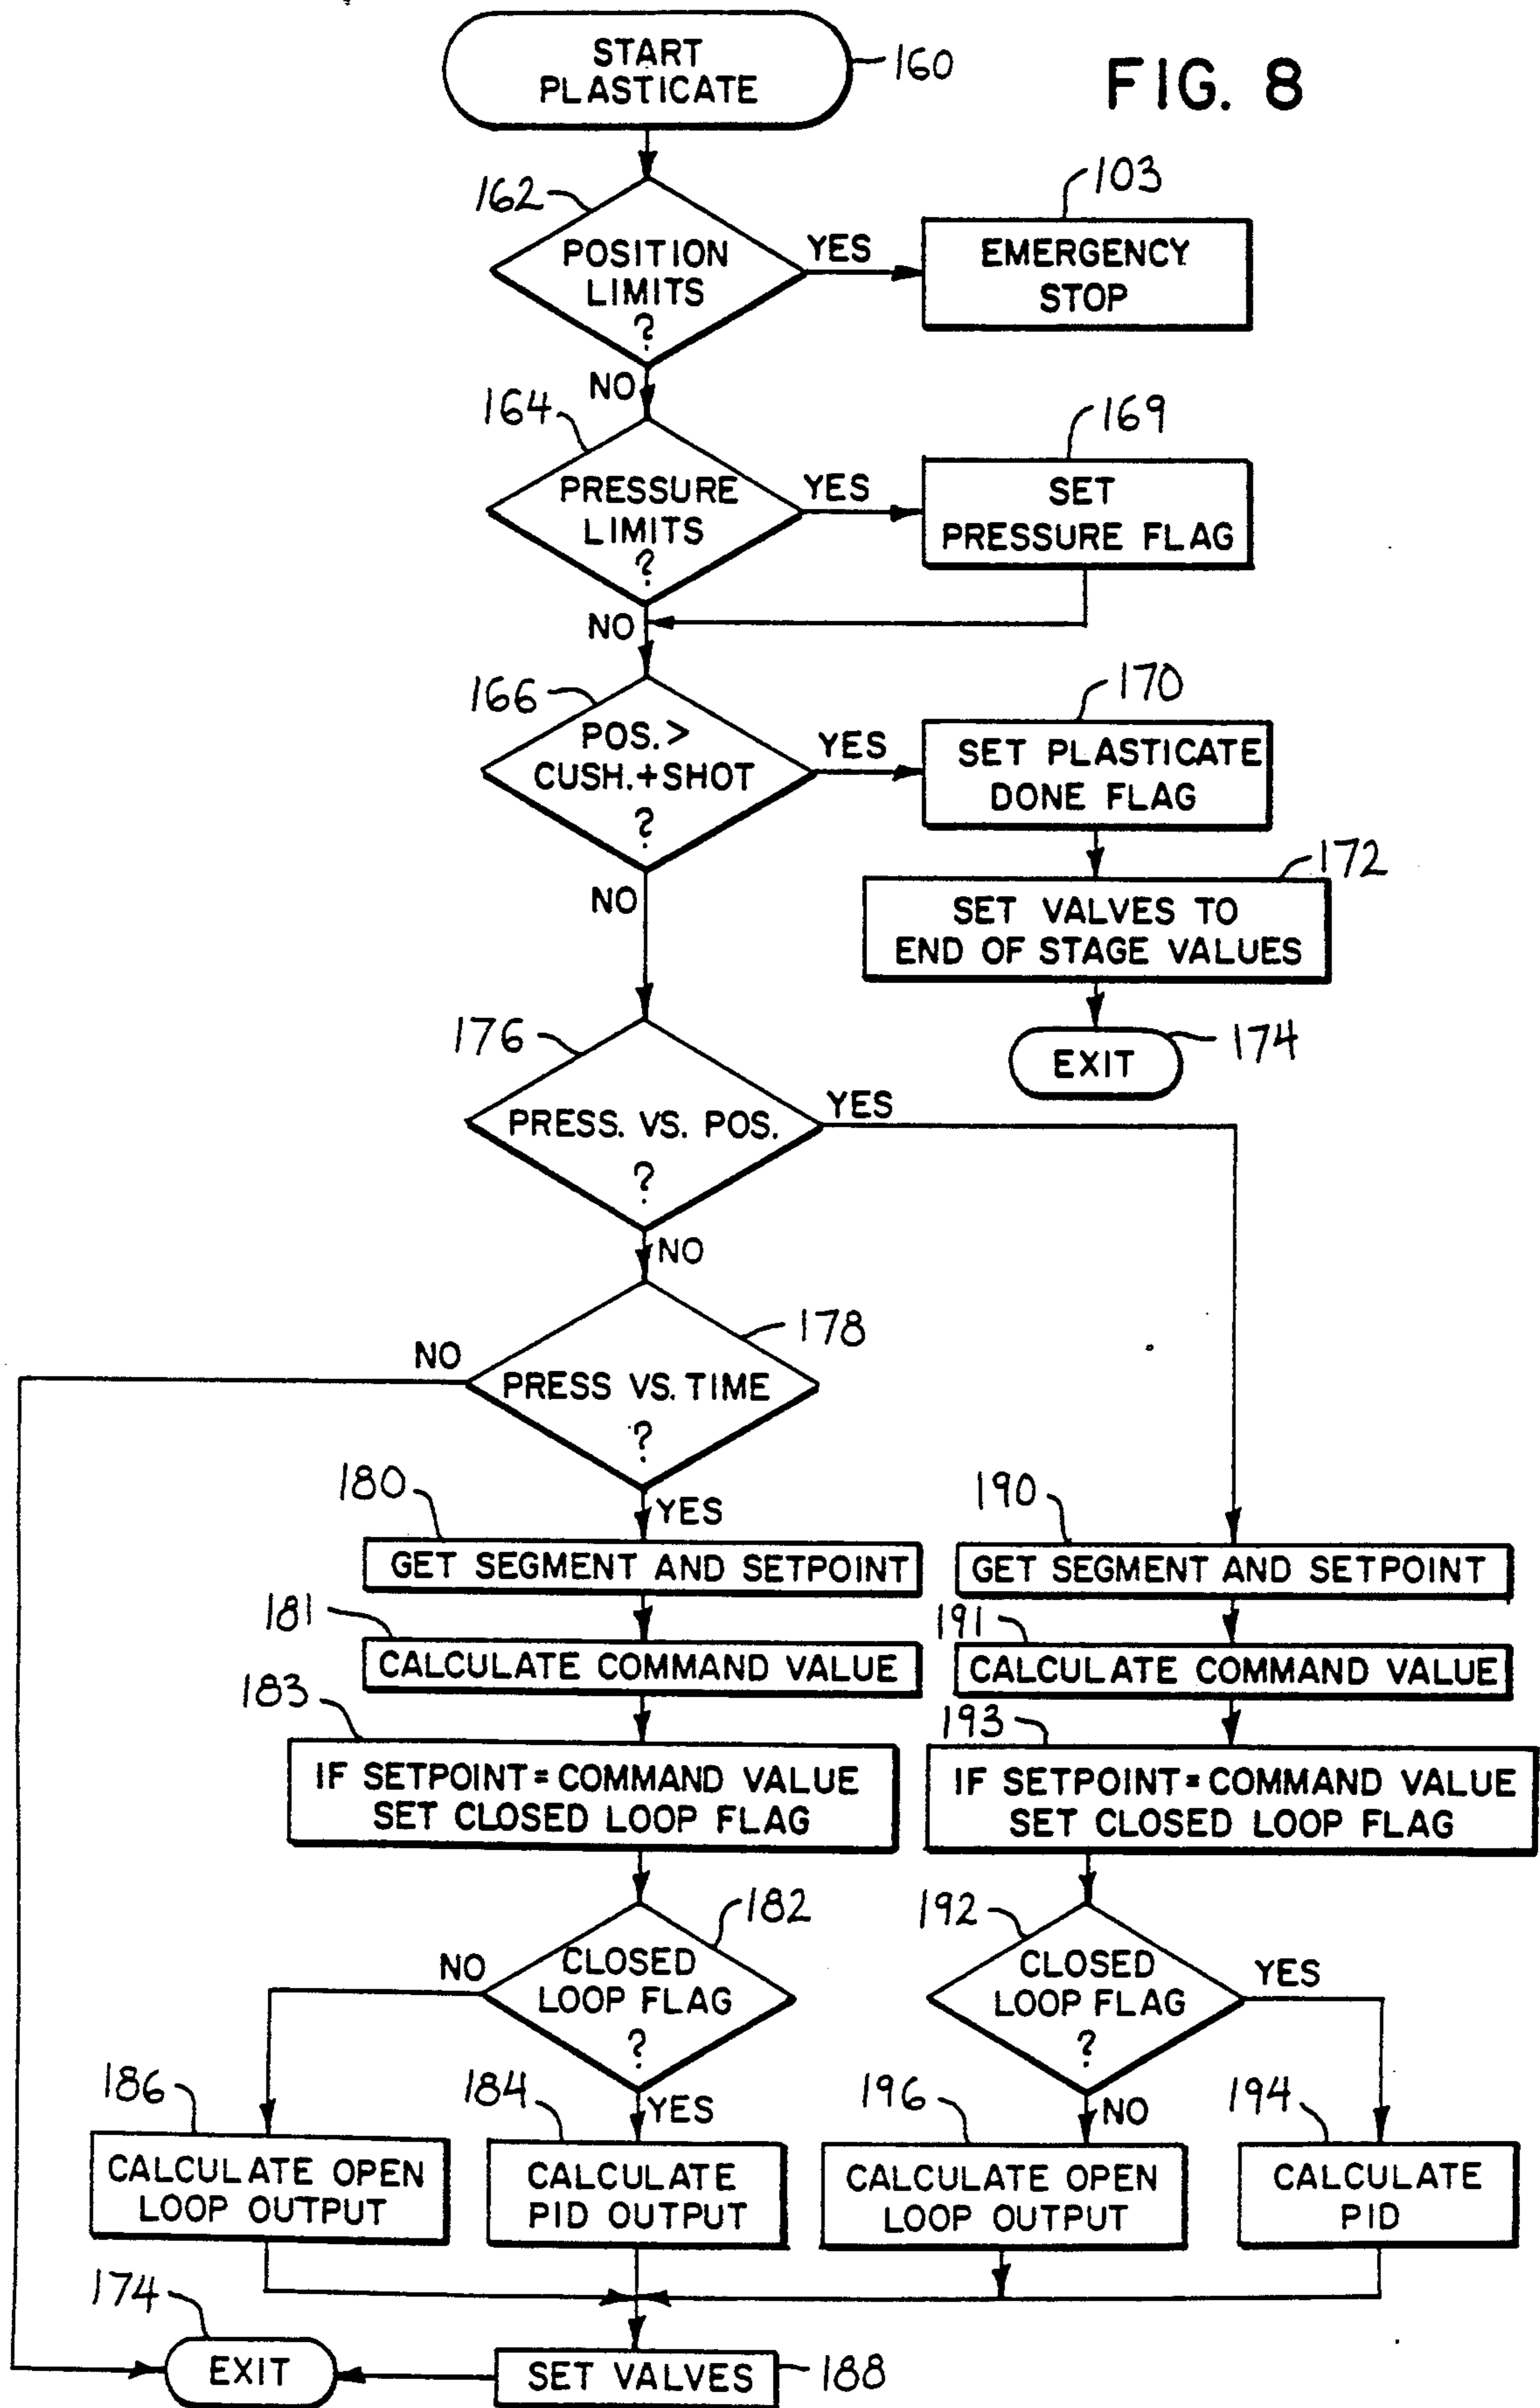 START
PLASTICATE
160
FIG. 8
162
POSITION
LIMITS
?
YES
103
EMERGENCY
STOP
NO
164
PRESSURE
LIMITS
?
YES
169
SET
PRESSURE FLAG
NO
166
POS. >
CUSH.+SHOT
?
YES
170
SET PLASTICATE
DONE FLAG
NO
172
SET VALVES TO
END OF STAGE VALUES
174
EXIT
176
PRESS. VS. POS.
?
YES
NO
178
PRESS VS. TIME
?
NO
YES
180
GET SEGMENT AND SETPOINT
190
GET SEGMENT AND SETPOINT
181
CALCULATE COMMAND VALUE
191
CALCULATE COMMAND VALUE
183
IF SETPOINT=COMMAND VALUE
SET CLOSED LOOP FLAG
193
IF SETPOINT=COMMAND VALUE
SET CLOSED LOOP FLAG
182
CLOSED
LOOP FLAG
?
NO
YES
192
CLOSED
LOOP FLAG
?
YES
NO
186
CALCULATE OPEN
LOOP OUTPUT
184
CALCULATE
PID OUTPUT
196
CALCULATE OPEN
LOOP OUTPUT
194
CALCULATE
PID
174
EXIT
SET VALVES
188